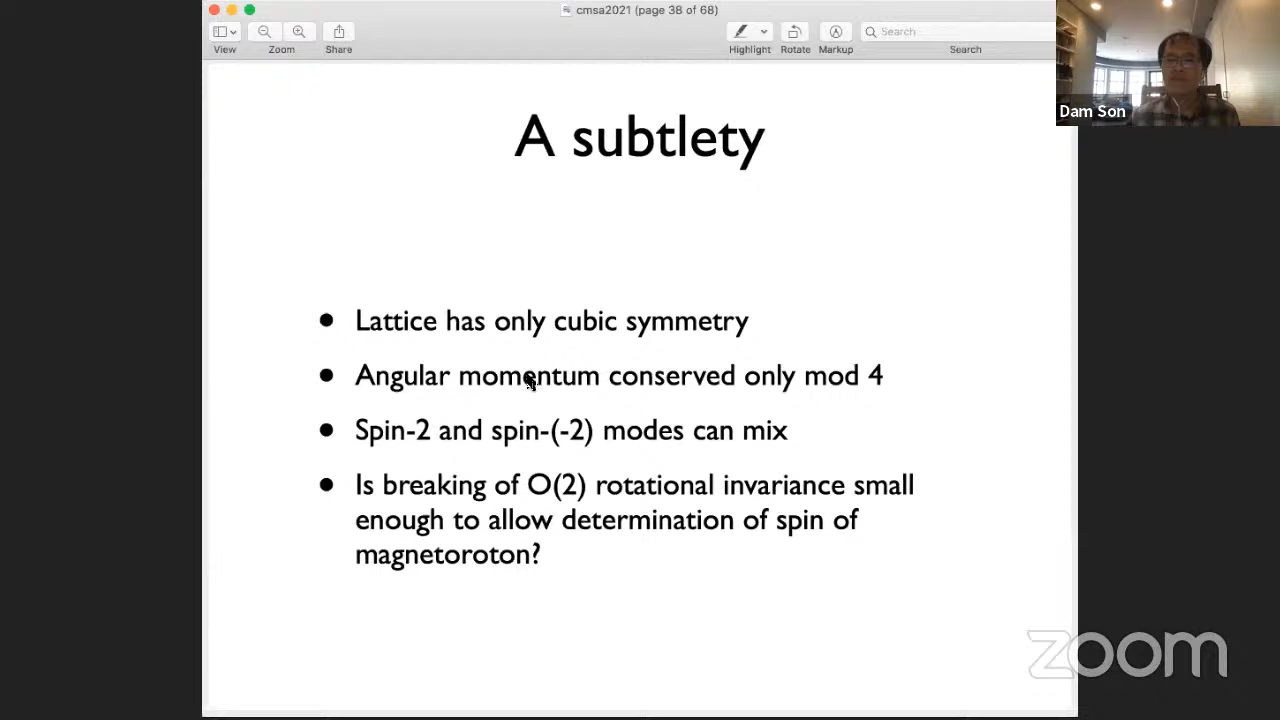 cmsa2021 (page 38 of 68)
View
Zoom
Share
Highlight
Rotate
Markup
Search
Search
Dam Son
A subtlety
• Lattice has only cubic symmetry
• Angular momentum conserved only mod 4
• Spin-2 and spin-(-2) modes can mix
• Is breaking of O(2) rotational invariance small
enough to allow determination of spin of
magnetoroton?
zoom